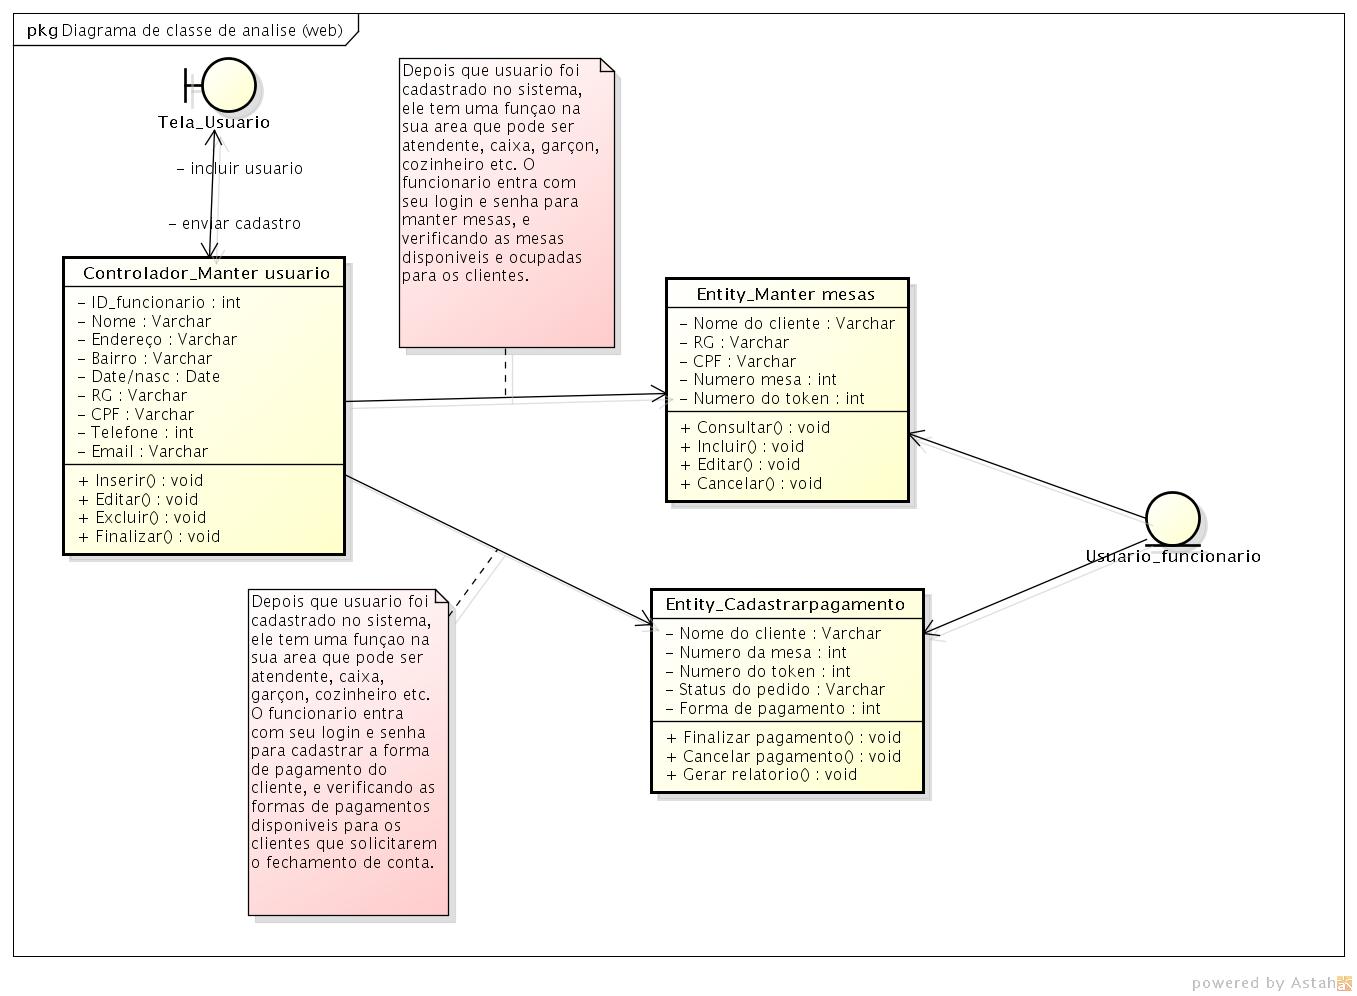 pkg Diagrama de classe de analise (web)
Tela_Usuario
- incluir usuario
- enviar cadastro
Controlador_Manter usuario
- ID_funcionario : int
- Nome : Varchar
- Endereço : Varchar
- Bairro : Varchar
- Date/nasc : Date
- RG : Varchar
- CPF : Varchar
- Telefone : int
- Email : Varchar
+ Inserir() : void
+ Editar() : void
+ Excluir() : void
+ Finalizar() : void
Depois que usuario foi
cadastrado no sistema,
ele tem uma funçao na
sua area que pode ser
atendente, caixa, garçon,
cozinheiro etc. O
funcionario entra com
seu login e senha para
manter mesas, e
verificando as mesas
disponiveis e ocupadas
para os clientes.
Entity_Manter mesas
- Nome do cliente : Varchar
- RG : Varchar
- CPF : Varchar
- Numero mesa : int
- Numero do token : int
+ Consultar() : void
+ Incluir() : void
+ Editar() : void
+ Cancelar() : void
Usuario_funcionario
Depois que usuario foi
cadastrado no sistema,
ele tem uma funçao na
sua area que pode ser
atendente, caixa,
garçon, cozinheiro etc.
O funcionario entra
com seu login e senha
para cadastrar a forma
de pagamento do
cliente, e verificando as
formas de pagamentos
disponiveis para os
clientes que solicitarem
o fechamento de conta.
Entity_Cadastrarpagamento
- Nome do cliente : Varchar
- Numero da mesa : int
- Numero do token : int
- Status do pedido : Varchar
- Forma de pagamento : int
+ Finalizar pagamento() : void
+ Cancelar pagamento() : void
+ Gerar relatorio() : void
powered by Astah